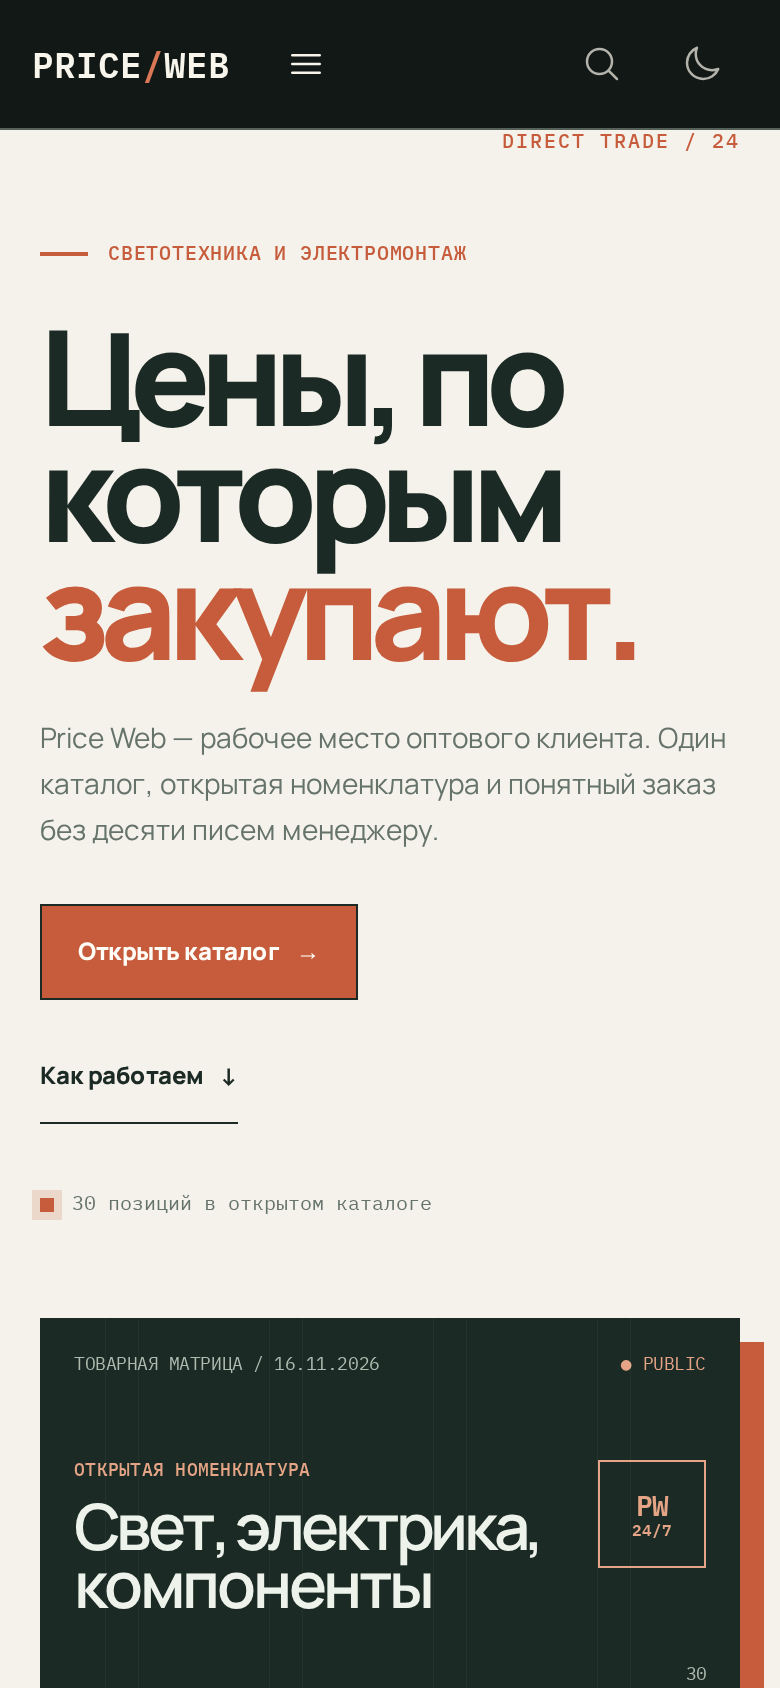 PRICE/WEB
DIRECT TRADE / 24
СВЕТОТЕХНИКА И ЭЛЕКТРОМОНТАЖ
Цены, по
которым
закупают.
Price Web — рабочее место оптового клиента. Один
каталог, открытая номенклатура и понятный заказ
без десяти писем менеджеру.
Открыть каталог →
Как работаем ↓
30 позиций в открытом каталоге
ТОВАРНАЯ МАТРИЦА / 16.11.2026
● PUBLIC
ОТКРЫТАЯ НОМЕНКЛАТУРА
Свет, электрика,
компоненты
PW
24/7
30